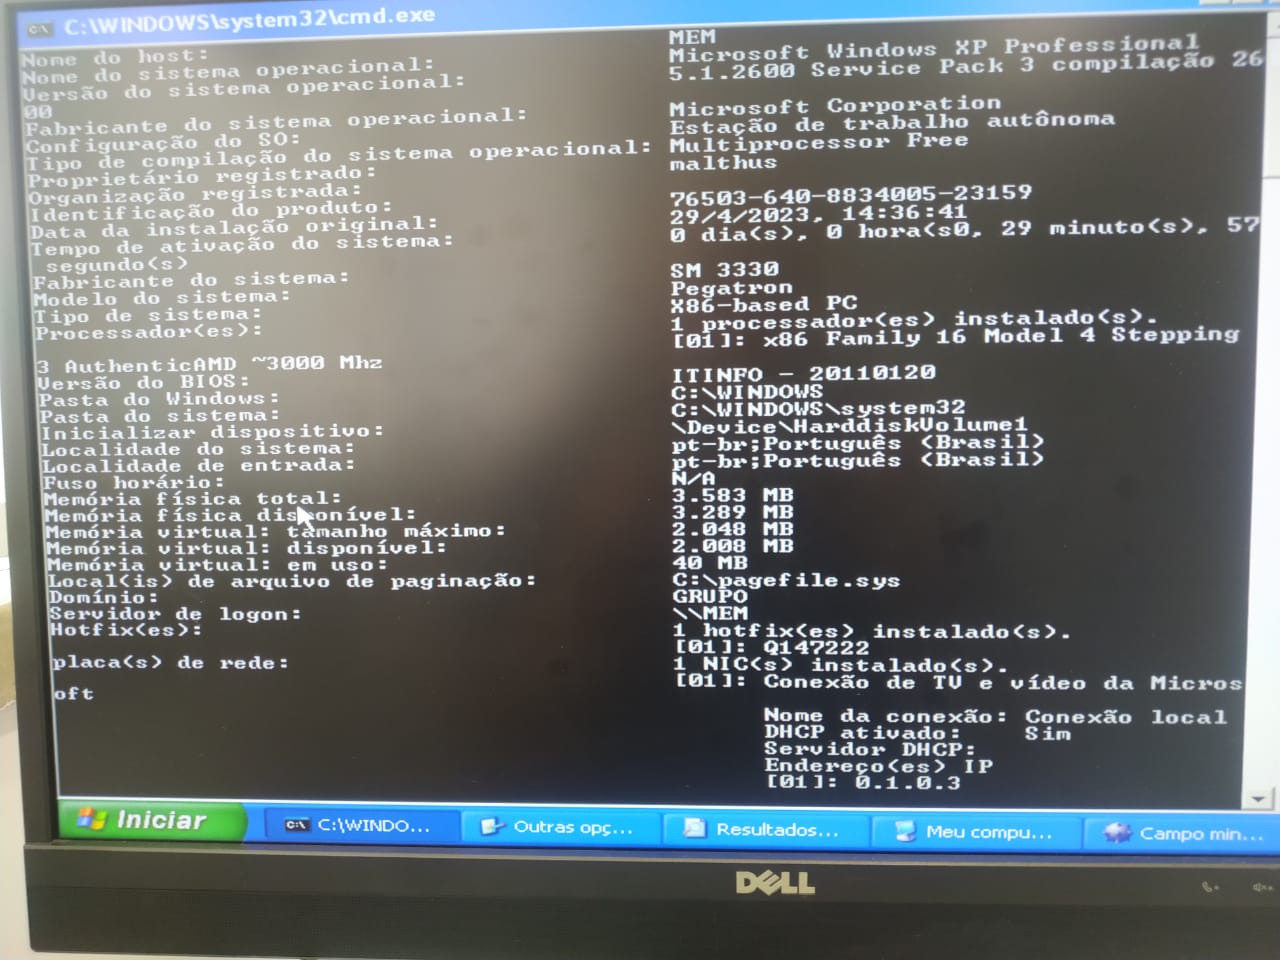 C:\WINDOWS\system32\cmd.exe
Nome do host: MEM
Nome do sistema operacional: Microsoft Windows XP Professional
Versão do sistema operacional: 5.1.2600 Service Pack 3 compilação 26
00
Fabricante do sistema operacional: Microsoft Corporation
Configuração do SO: Estação de trabalho autônoma
Tipo de compilação do sistema operacional: Multiprocessor Free
Proprietário registrado: malthus
Organização registrada:
Identificação do produto: 76503-640-8834005-23159
Data da instalação original: 29/4/2023, 14:36:41
Tempo de ativação do sistema: 0 dia(s), 0 hora(s0, 29 minuto(s), 57
segundo(s)
Fabricante do sistema: SM 3330
Modelo do sistema: Pegatron
Tipo de sistema: X86-based PC
Processador(es): 1 processador(es) instalado(s).
[01]: x86 Family 16 Model 4 Stepping
3 AuthenticAMD ~3000 Mhz
Versão do BIOS: ITINFO - 20110120
Pasta do Windows: C:\WINDOWS
Pasta do sistema: C:\WINDOWS\system32
Inicializar dispositivo: \Device\HarddiskVolume1
Localidade do sistema: pt-br;Português (Brasil)
Localidade de entrada: pt-br;Português (Brasil)
Fuso horário: N/A
Memória física total: 3.583 MB
Memória física disponível: 3.289 MB
Memória virtual: tamanho máximo: 2.048 MB
Memória virtual: disponível: 2.008 MB
Memória virtual: em uso: 40 MB
Local(is) de arquivo de paginação: C:\pagefile.sys
Domínio: GRUPO
Servidor de logon: \\MEM
Hotfix(es): 1 hotfix(es) instalado(s).
[01]: Q147222
placa(s) de rede: 1 NIC(s) instalado(s).
[01]: Conexão de TV e vídeo da Micros
oft
Nome da conexão: Conexão local
DHCP ativado: Sim
Servidor DHCP:
Endereço(es) IP
[01]: 0.1.0.3
Iniciar
C:\WINDO...
Outras opç...
Resultados...
Meu compu...
Campo min...
DELL